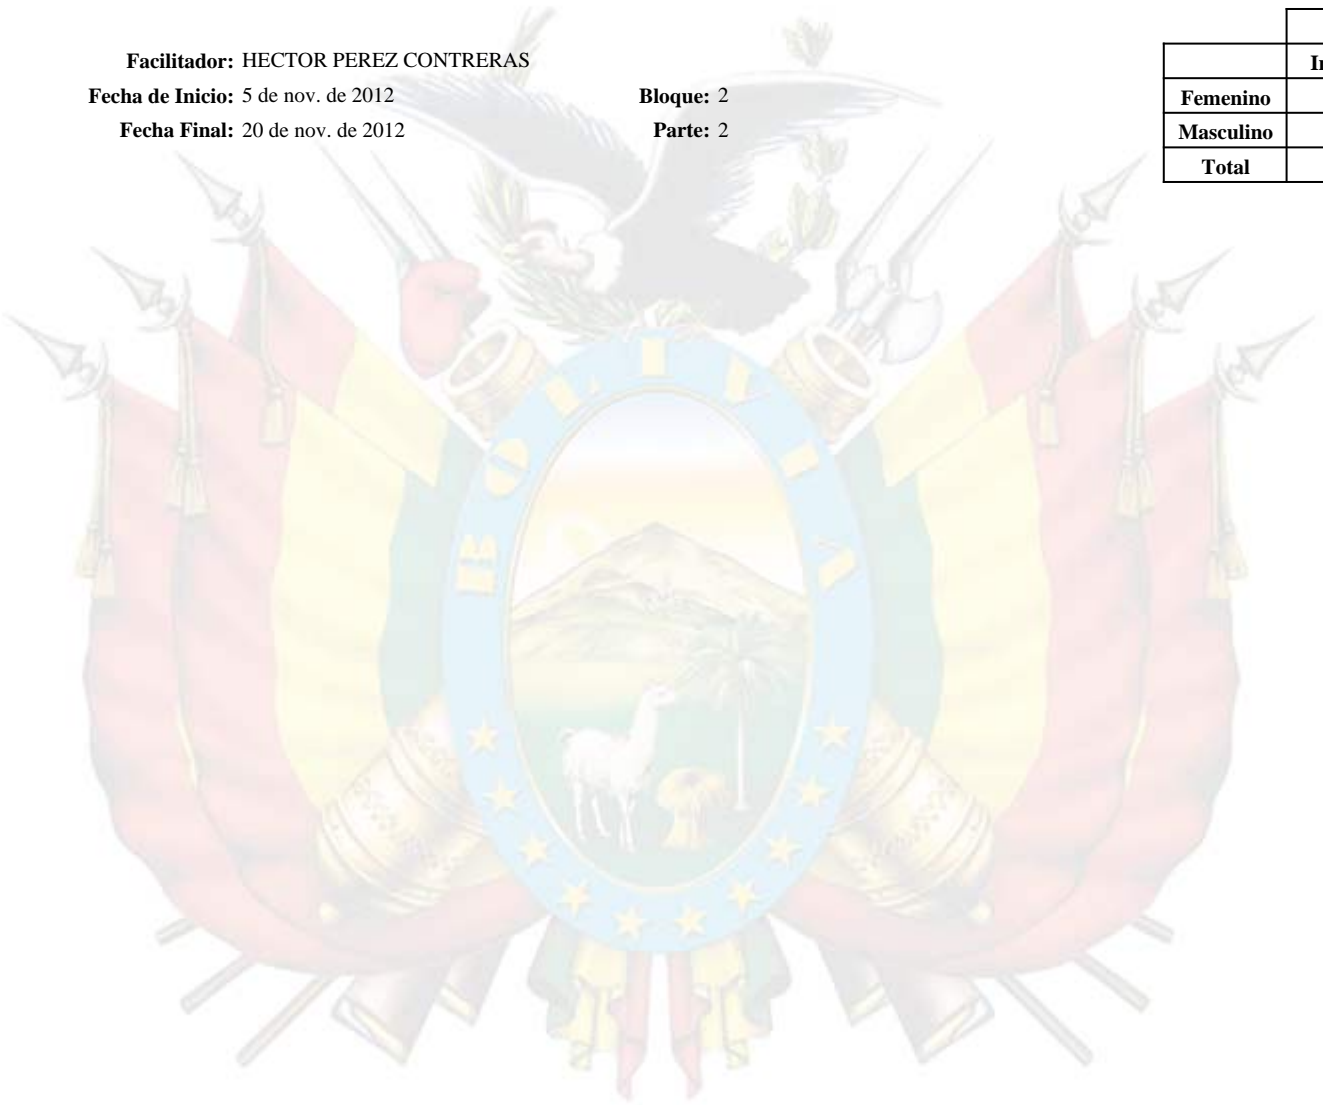 Facilitador: HECTOR PEREZ CONTRERAS
Fecha de Inicio: 5 de nov. de 2012 Bloque: 2
Fecha Final: 20 de nov. de 2012 Parte: 2
Femenino
Masculino
Total
BOLIVIA